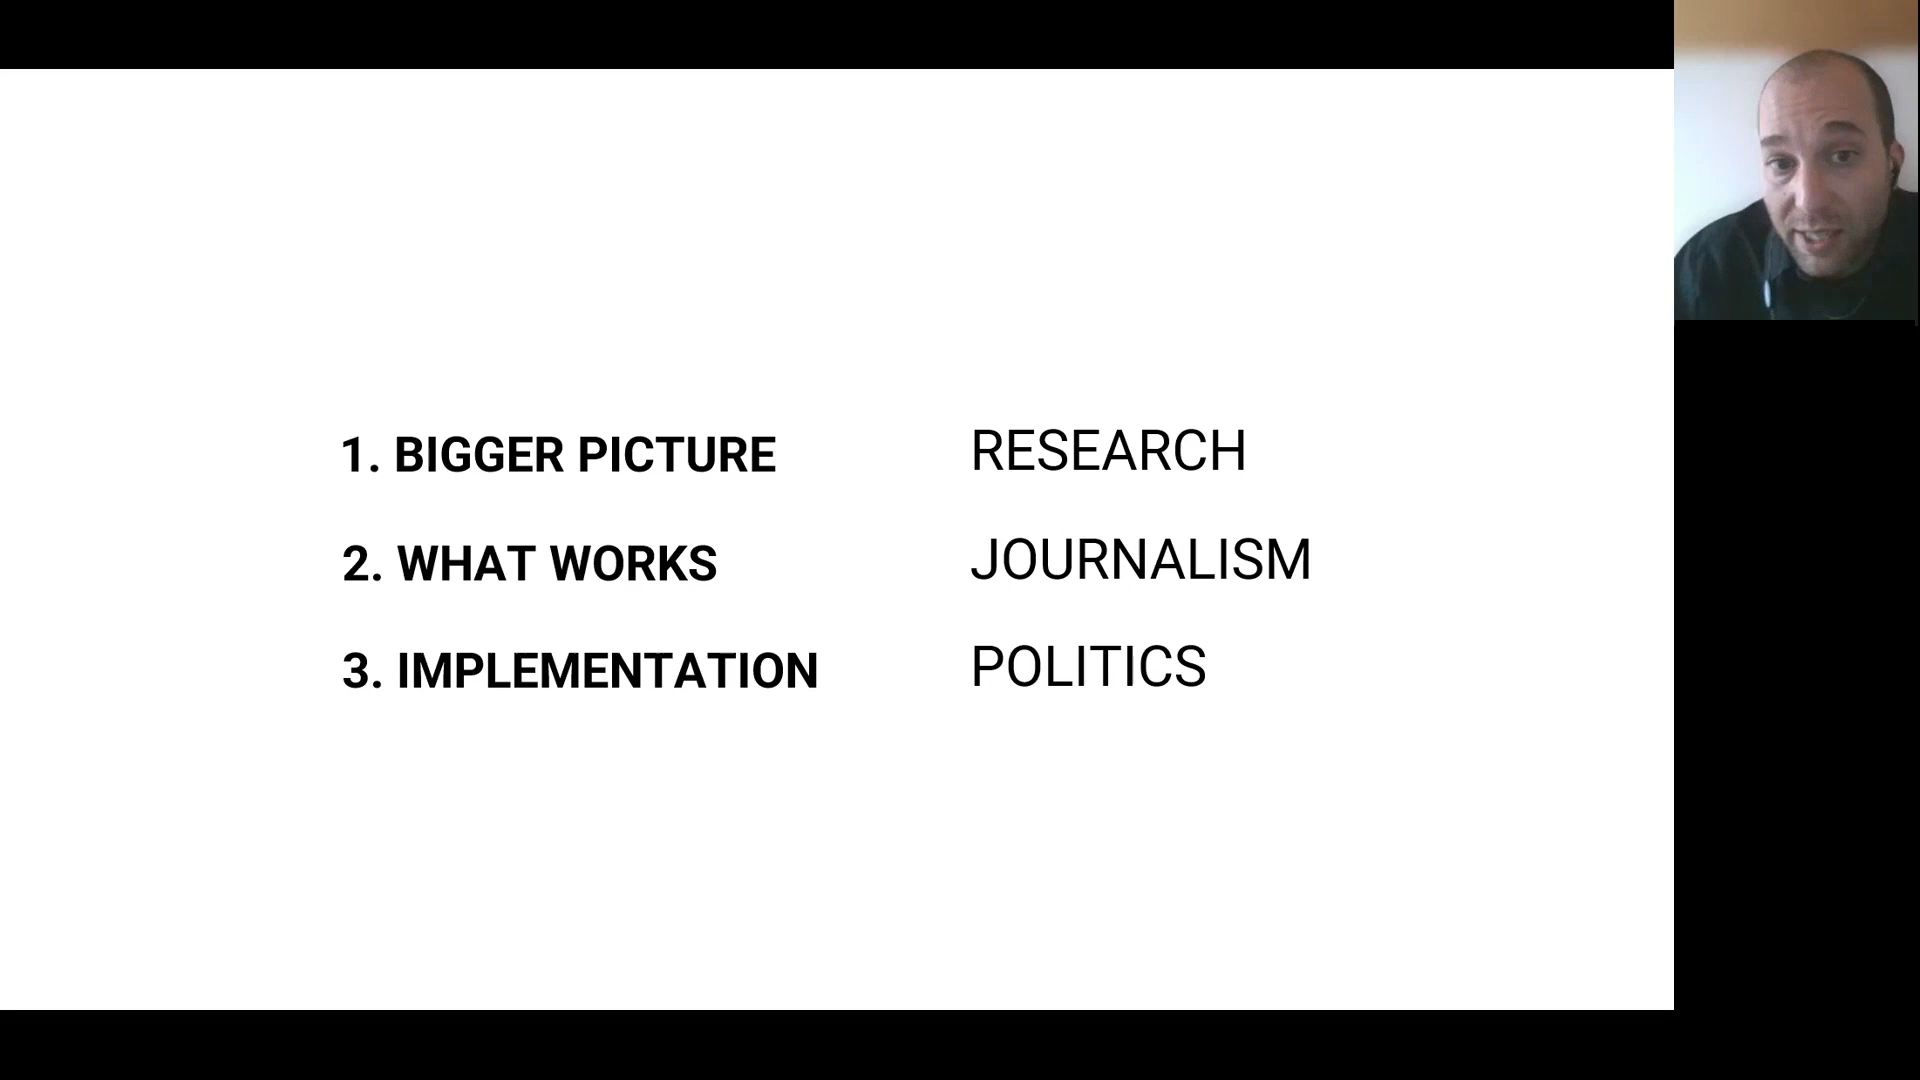 1. BIGGER PICTURE RESEARCH
2. WHAT WORKS JOURNALISM
3. IMPLEMENTATION POLITICS